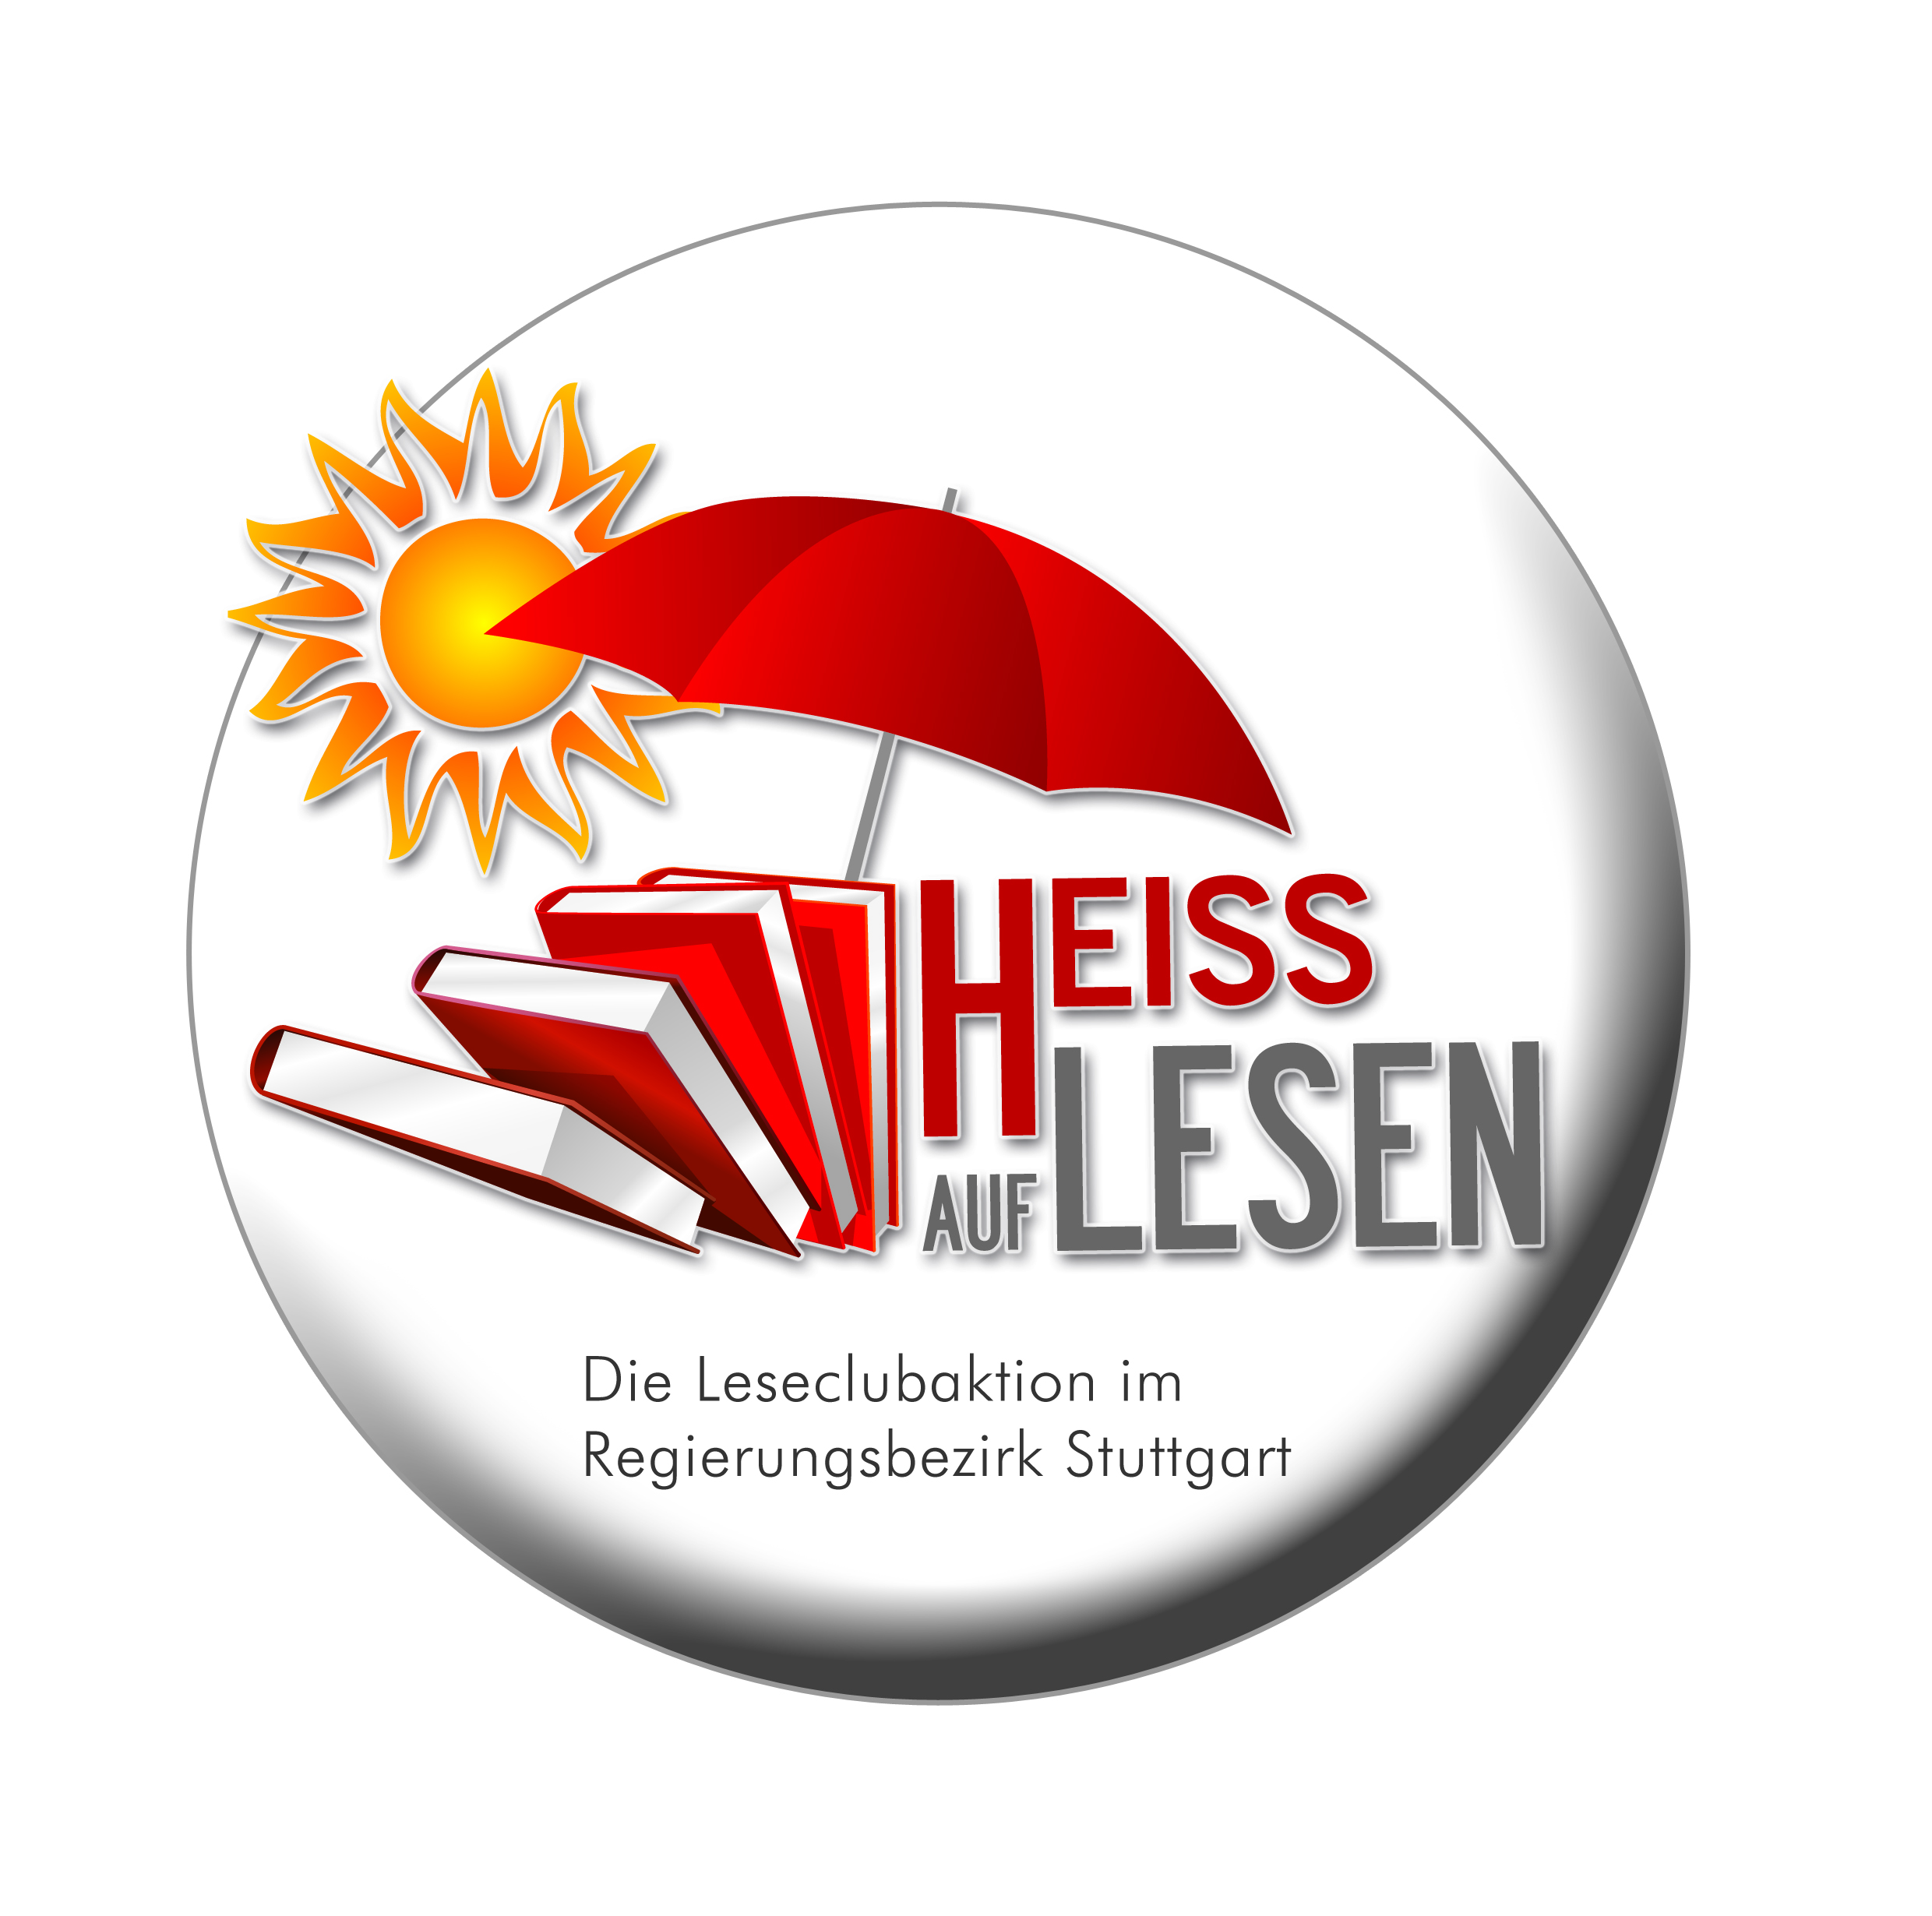 HEISS
AUF LESEN
Die Leseclubaktion im
Regierungsbezirk Stuttgart